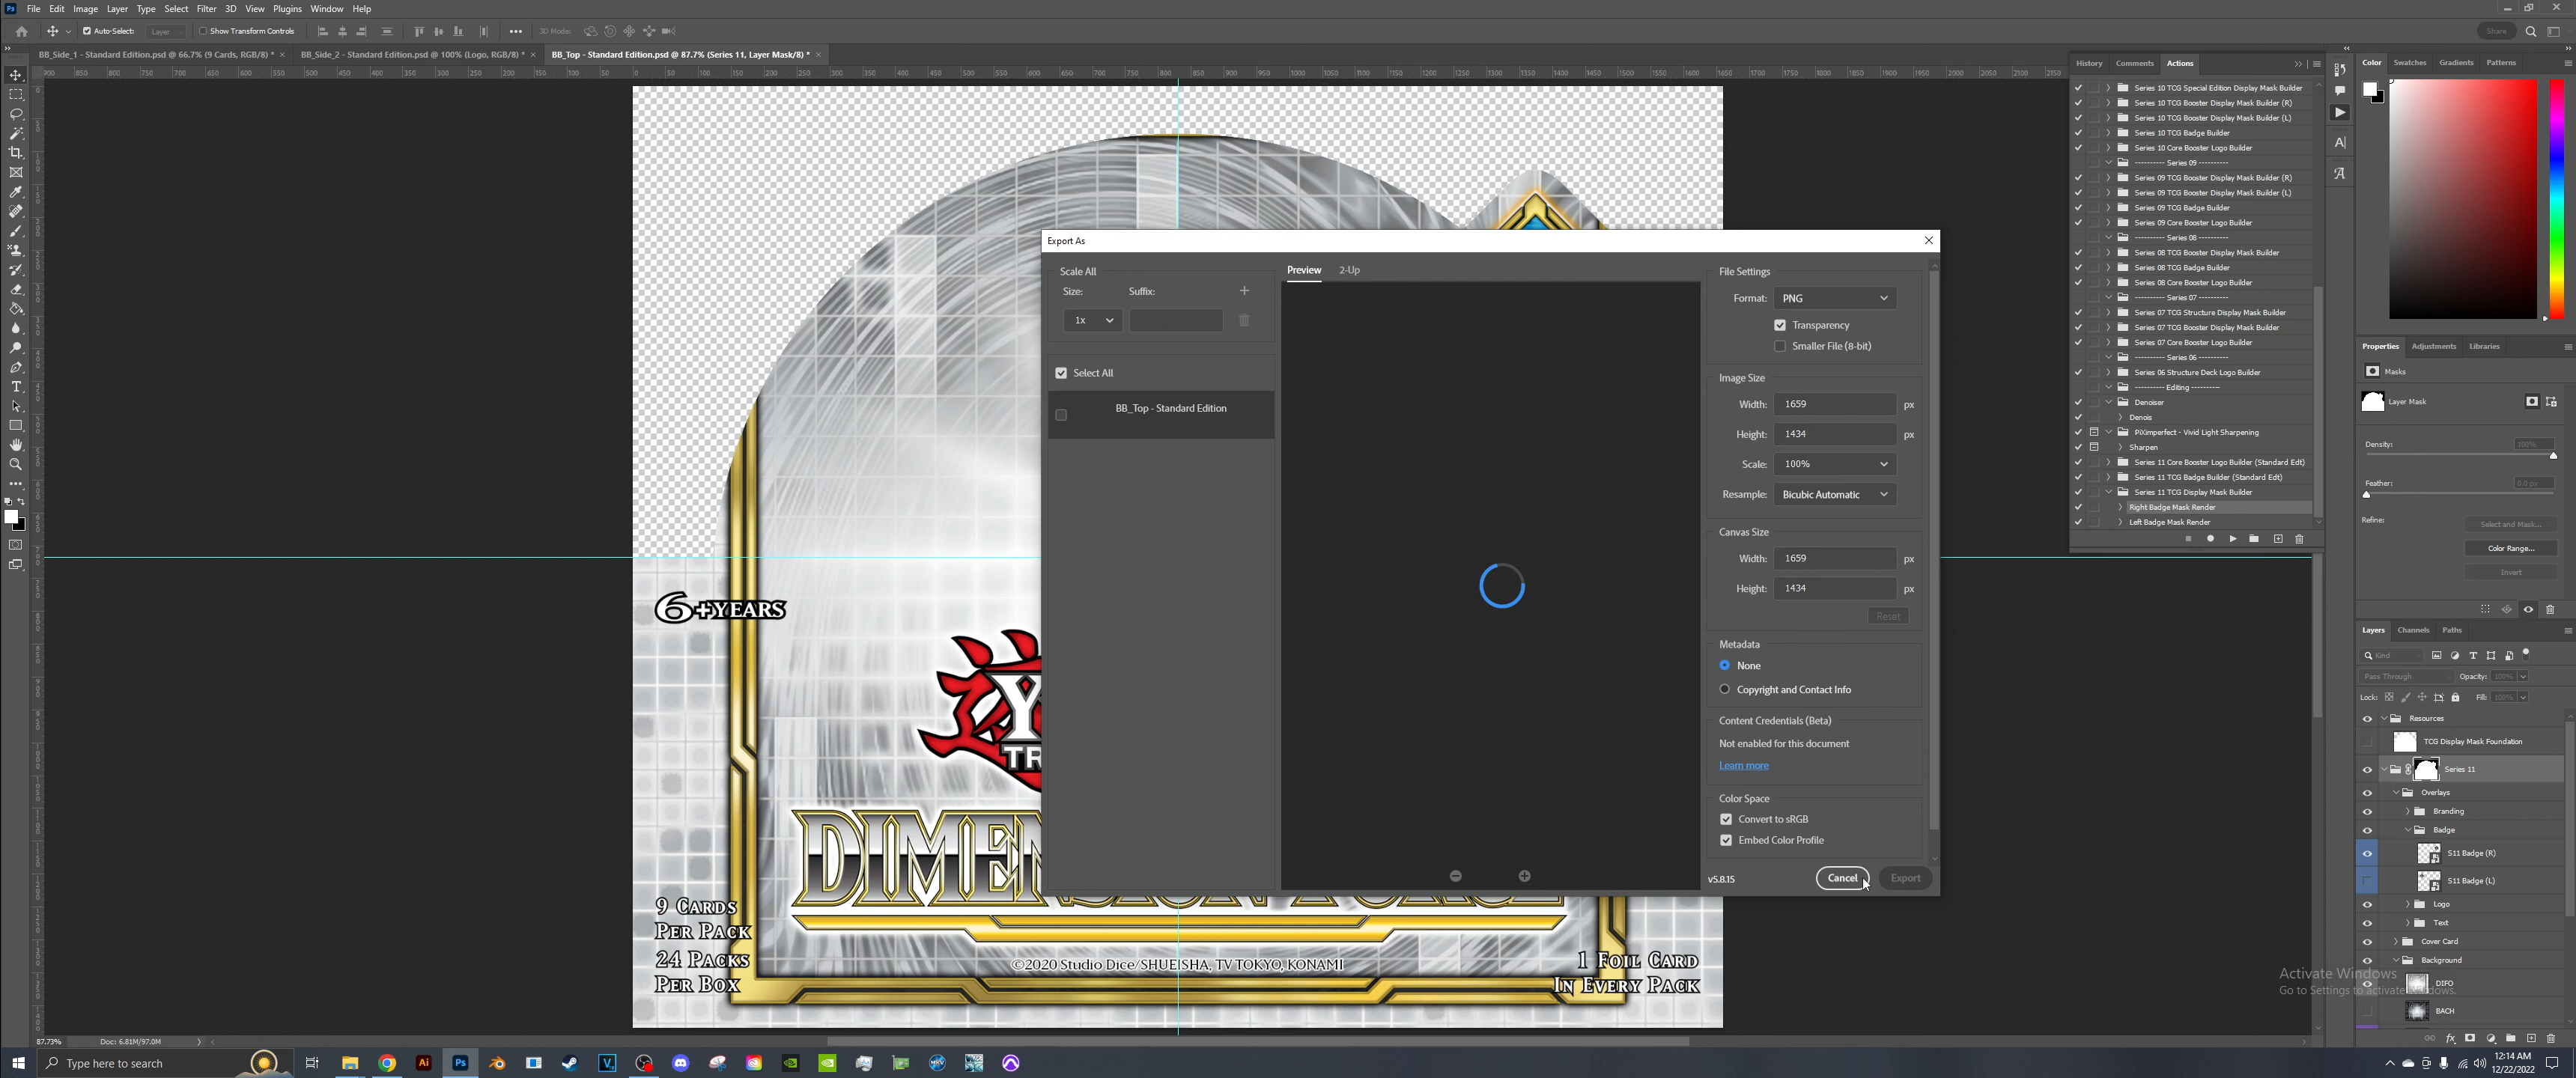 Ps File Edit Image Layer Type Select Filter 3D View Plugins Window Help
Auto-Select: Layer Show Transform Controls 3D Mode: Share
BB_Side_1 - Standard Edition.psd @ 66.7% (9 Cards, RGB/8) * × BB_Side_2 - Standard Edition.psd @ 100% (Logo, RGB/8) * × BB_Top - Standard Edition.psd @ 87.7% (Series 11, Layer Mask/8) * ×
6+YEARS
DIMEN
9 CARDS
PER PACK
24 PACKS
PER BOX
©2020 Studio Dice/SHUEISHA, TV TOKYO, KONAMI
1 FOIL CARD
IN EVERY PACK
Export As
Scale All
Size: Suffix:
1x
Select All
BB_Top - Standard Edition
Preview 2-Up
File Settings
Format: PNG
Transparency
Smaller File (8-bit)
Image Size
Width: 1659 px
Height: 1434 px
Scale: 100%
Resample: Bicubic Automatic
Canvas Size
Width: 1659 px
Height: 1434 px
Reset
Metadata
None
Copyright and Contact Info
Content Credentials (Beta)
Not enabled for this document
Learn more
Color Space
Convert to sRGB
Embed Color Profile
v5.8.15 Cancel Export
History Comments Actions
Series 10 TCG Special Edition Display Mask Builder
Series 10 TCG Booster Display Mask Builder (R)
Series 10 TCG Booster Display Mask Builder (L)
Series 10 TCG Badge Builder
Series 10 Core Booster Logo Builder
---------- Series 09 ----------
Series 09 TCG Booster Display Mask Builder (R)
Series 09 TCG Booster Display Mask Builder (L)
Series 09 TCG Badge Builder
Series 09 Core Booster Logo Builder
---------- Series 08 ----------
Series 08 TCG Booster Display Mask Builder
Series 08 TCG Badge Builder
Series 08 Core Booster Logo Builder
---------- Series 07 ----------
Series 07 TCG Structure Display Mask Builder
Series 07 TCG Booster Display Mask Builder
Series 07 Core Booster Logo Builder
---------- Series 06 ----------
Series 06 Structure Deck Logo Builder
---------- Editing ----------
Denoiser
Denois
PiXimperfect - Vivid Light Sharpening
Sharpen
Series 11 Core Booster Logo Builder (Standard Edt)
Series 11 TCG Badge Builder (Standard Edt)
Series 11 TCG Display Mask Builder
Right Badge Mask Render
Left Badge Mask Render
Color Swatches Gradients Patterns
Properties Adjustments Libraries
Masks
Layer Mask
Density: 100%
Feather: 0.0 px
Refine: Select and Mask...
Color Range...
Invert
Layers Channels Paths
Kind
Pass Through Opacity: 100%
Lock: Fill: 100%
Resources
TCG Display Mask Foundation
Series 11
Overlays
Branding
Badge
S11 Badge (R)
S11 Badge (L)
Logo
Text
Cover Card
Background
DIFO
BACH
Activate Windows
Go to Settings to activate Windows.
87.73% Doc: 6.81M/97.0M
Type here to search
Ai Ps
12:14 AM
12/22/2022